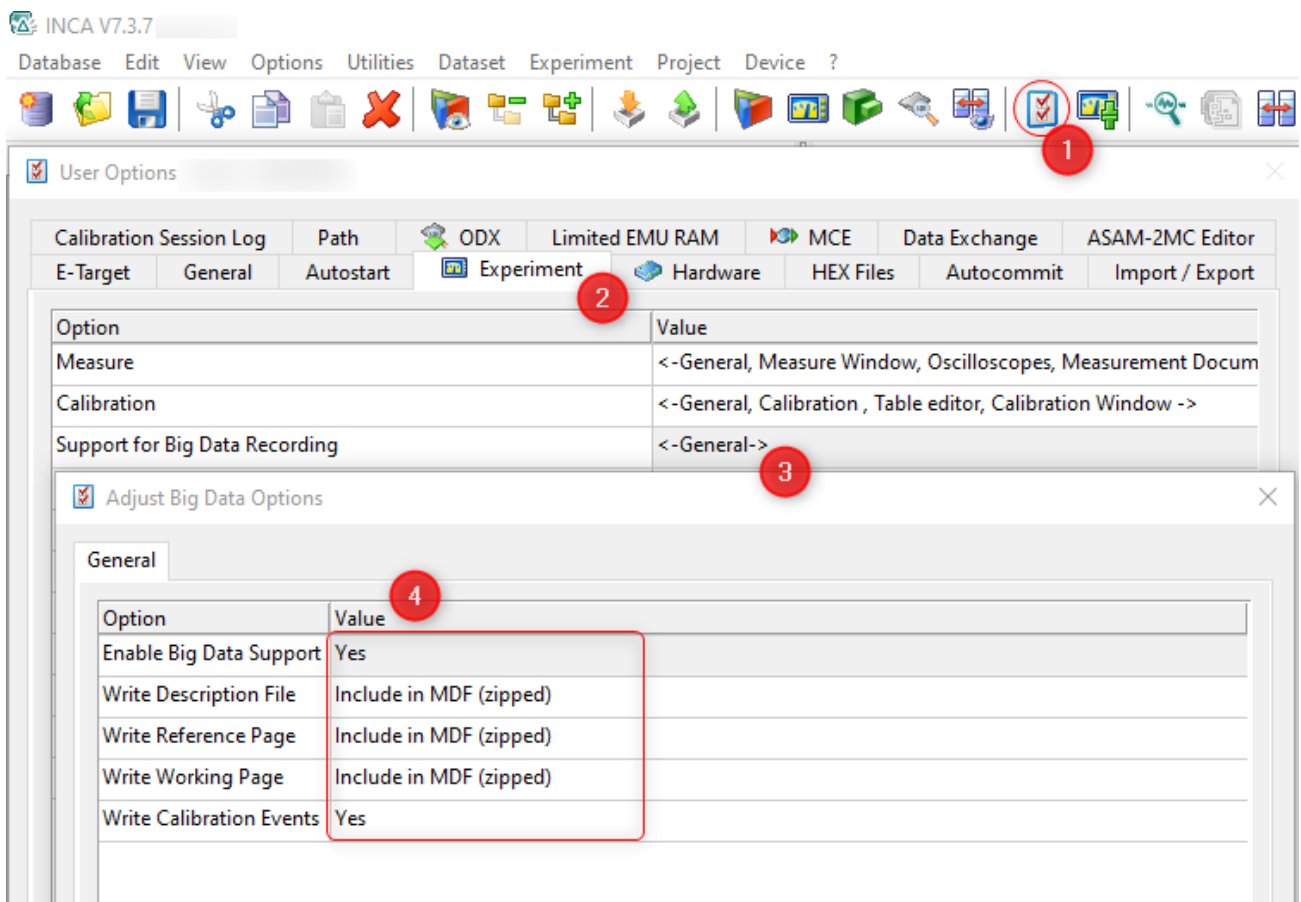 INCA V7.3.7
Database Edit View Options Utilities Dataset Experiment Project Device ?
1
User Options
Calibration Session Log Path ODX Limited EMU RAM MCE Data Exchange ASAM-2MC Editor
E-Target General Autostart Experiment Hardware HEX Files Autocommit Import / Export
2
Option Value
Measure <-General, Measure Window, Oscilloscopes, Measurement Docum
Calibration <-General, Calibration , Table editor, Calibration Window ->
Support for Big Data Recording <-General->
3
Adjust Big Data Options
General
4
Option Value
Enable Big Data Support Yes
Write Description File Include in MDF (zipped)
Write Reference Page Include in MDF (zipped)
Write Working Page Include in MDF (zipped)
Write Calibration Events Yes